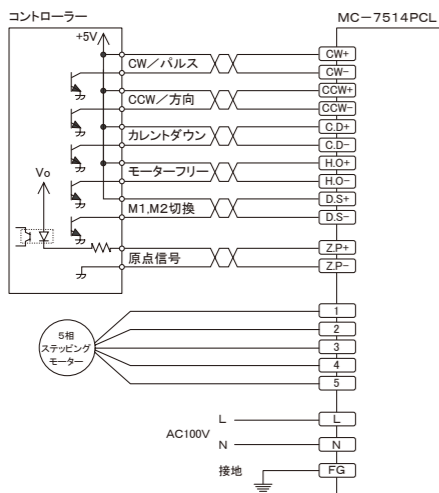 コントローラー
MC-7514PCL
+5V
CW+
CW／パルス
CW-
CCW+
CCW／方向
CCW-
C.D+
カレントダウン
C.D-
H.O+
モーターフリー
Vo
H.O-
D.S+
M1,M2切換
D.S-
Z.P+
原点信号
Z.P-
1
2
5相
ステッピング
モーター
3
4
5
L
L
AC100V
N
N
接地
FG